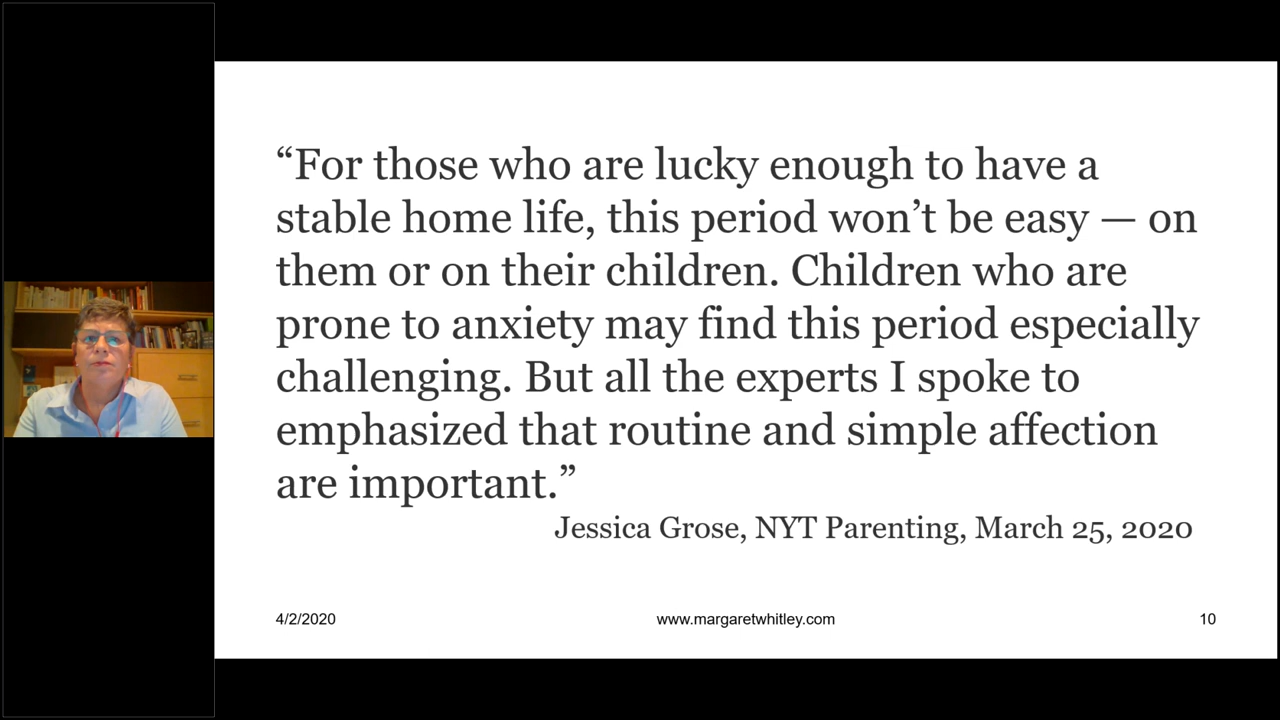 “For those who are lucky enough to have a
stable home life, this period won’t be easy — on
them or on their children. Children who are
prone to anxiety may find this period especially
challenging. But all the experts I spoke to
emphasized that routine and simple affection
are important.”
Jessica Grose, NYT Parenting, March 25, 2020
4/2/2020
www.margaretwhitley.com
10